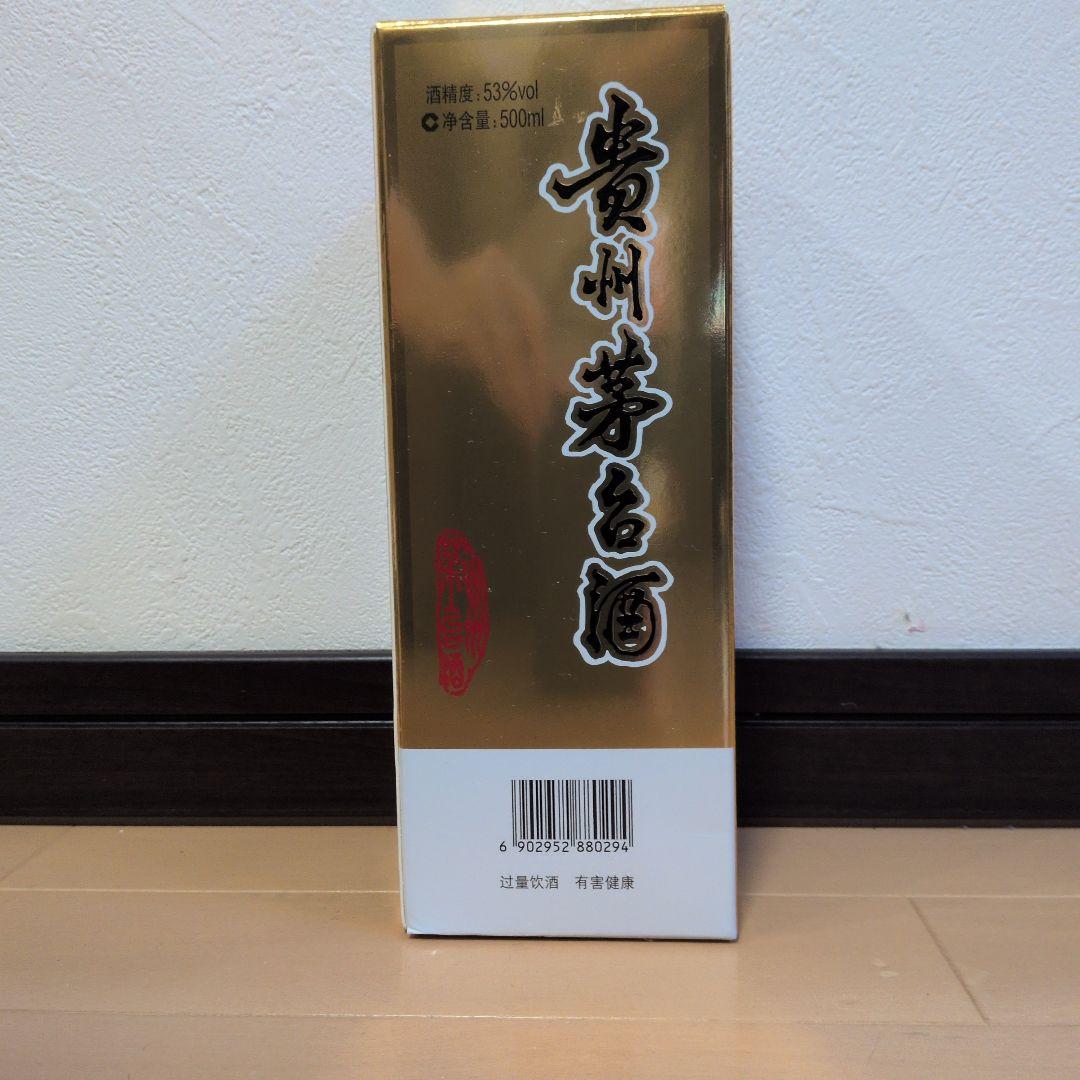 酒精度:53%vol
净含量:500ml
貴州茅台酒
6 902952 880294
过量饮酒 有害健康